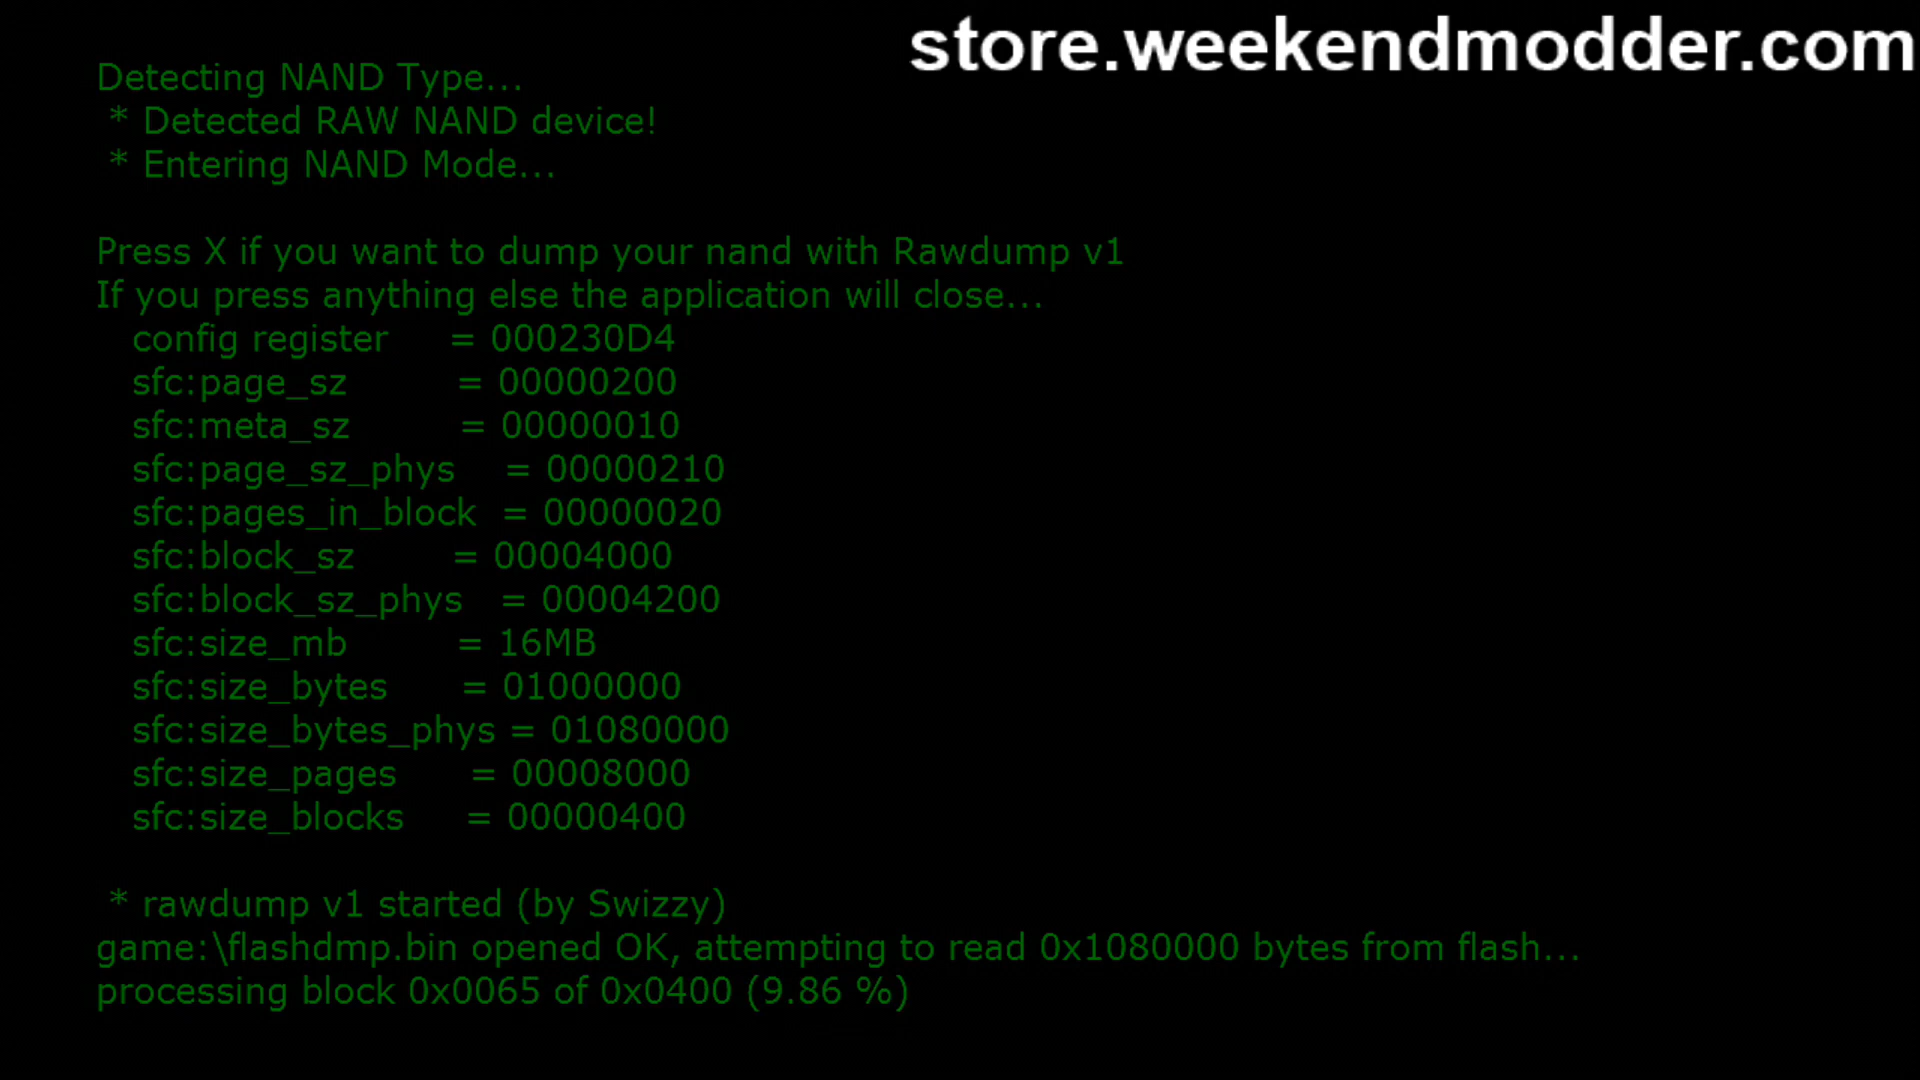 store.weekendmodder.com
Detecting NAND Type...
* Detected RAW NAND device!
* Entering NAND Mode...
Press X if you want to dump your nand with Rawdump v1
If you press anything else the application will close...
config register = 000230D4
sfc:page_sz = 00000200
sfc:meta_sz = 00000010
sfc:page_sz_phys = 00000210
sfc:pages_in_block = 00000020
sfc:block_sz = 00004000
sfc:block_sz_phys = 00004200
sfc:size_mb = 16MB
sfc:size_bytes = 01000000
sfc:size_bytes_phys = 01080000
sfc:size_pages = 00008000
sfc:size_blocks = 00000400
* rawdump v1 started (by Swizzy)
game:\flashdmp.bin opened OK, attempting to read 0x1080000 bytes from flash...
processing block 0x0065 of 0x0400 (9.86 %)